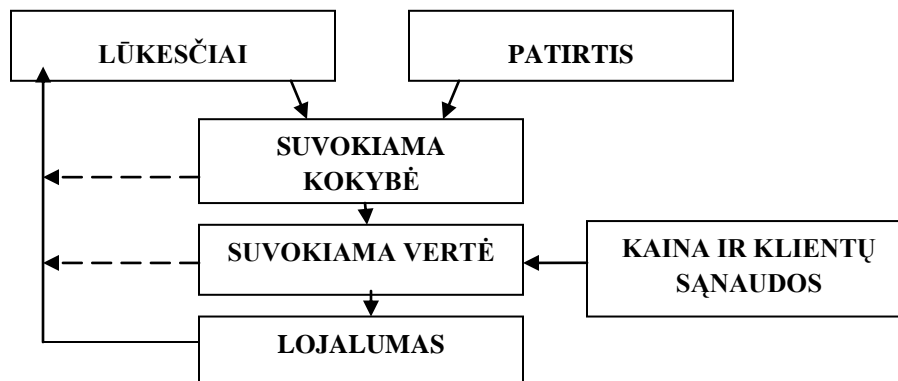 LŪKESČIAI
PATIRTIS
SUVOKIAMA
KOKYBĖ
SUVOKIAMA VERTĖ
KAINA IR KLIENTŲ
SĄNAUDOS
LOJALUMAS